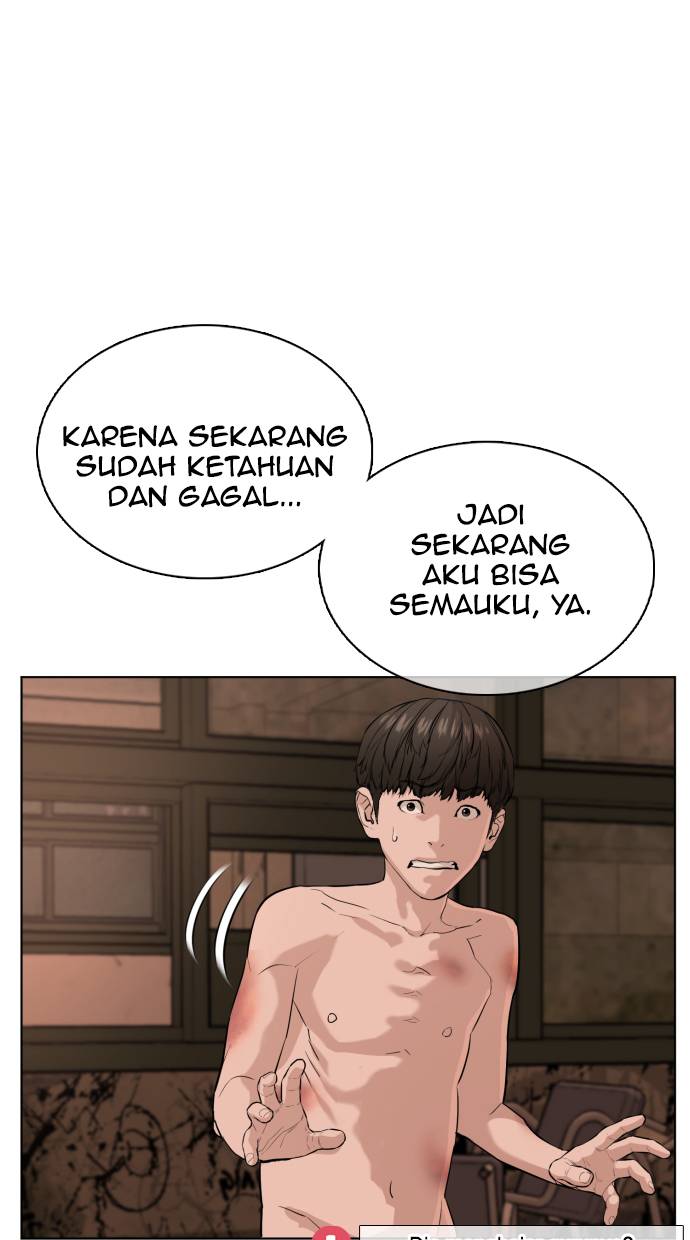 KARENA SEKARANG
SUDAH KETAHUAN
DAN GAGAL...
JADI
SEKARANG
AKU BISA
SEMAUKU, YA.